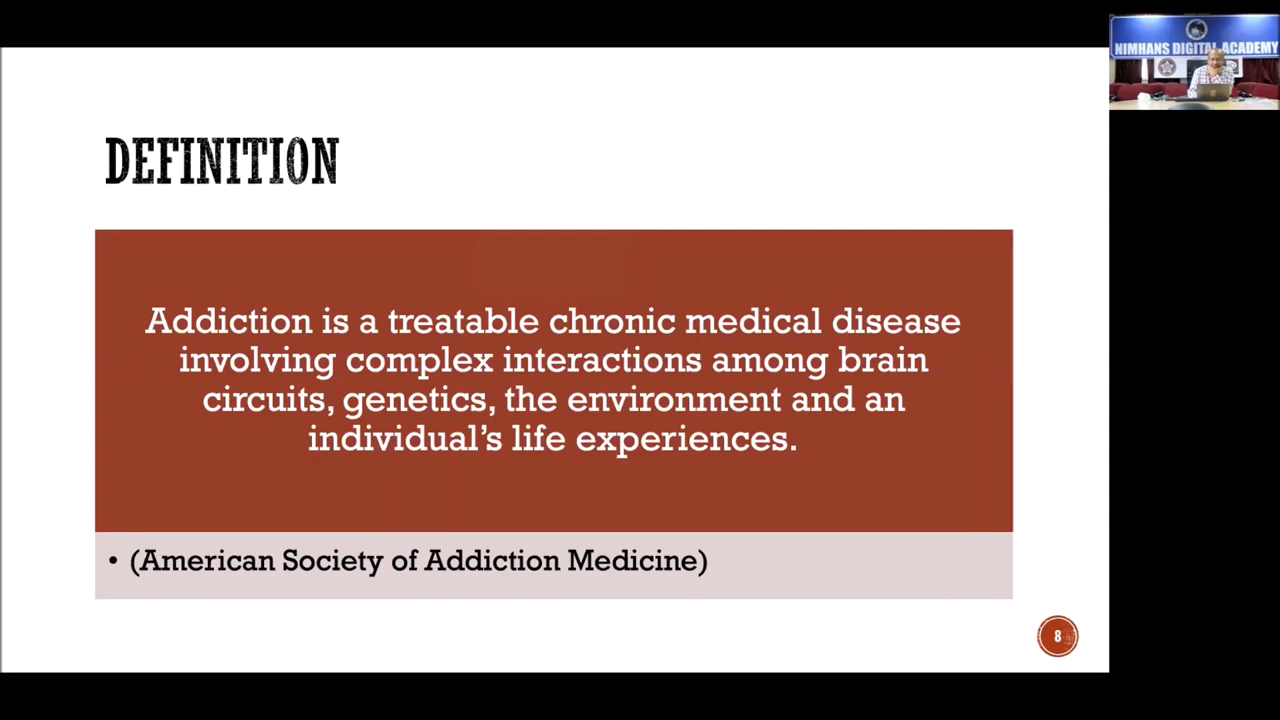 NIMHANS DIGITAL ACADEMY
DEFINITION
Addiction is a treatable chronic medical disease
involving complex interactions among brain
circuits, genetics, the environment and an
individual’s life experiences.
• (American Society of Addiction Medicine)
8